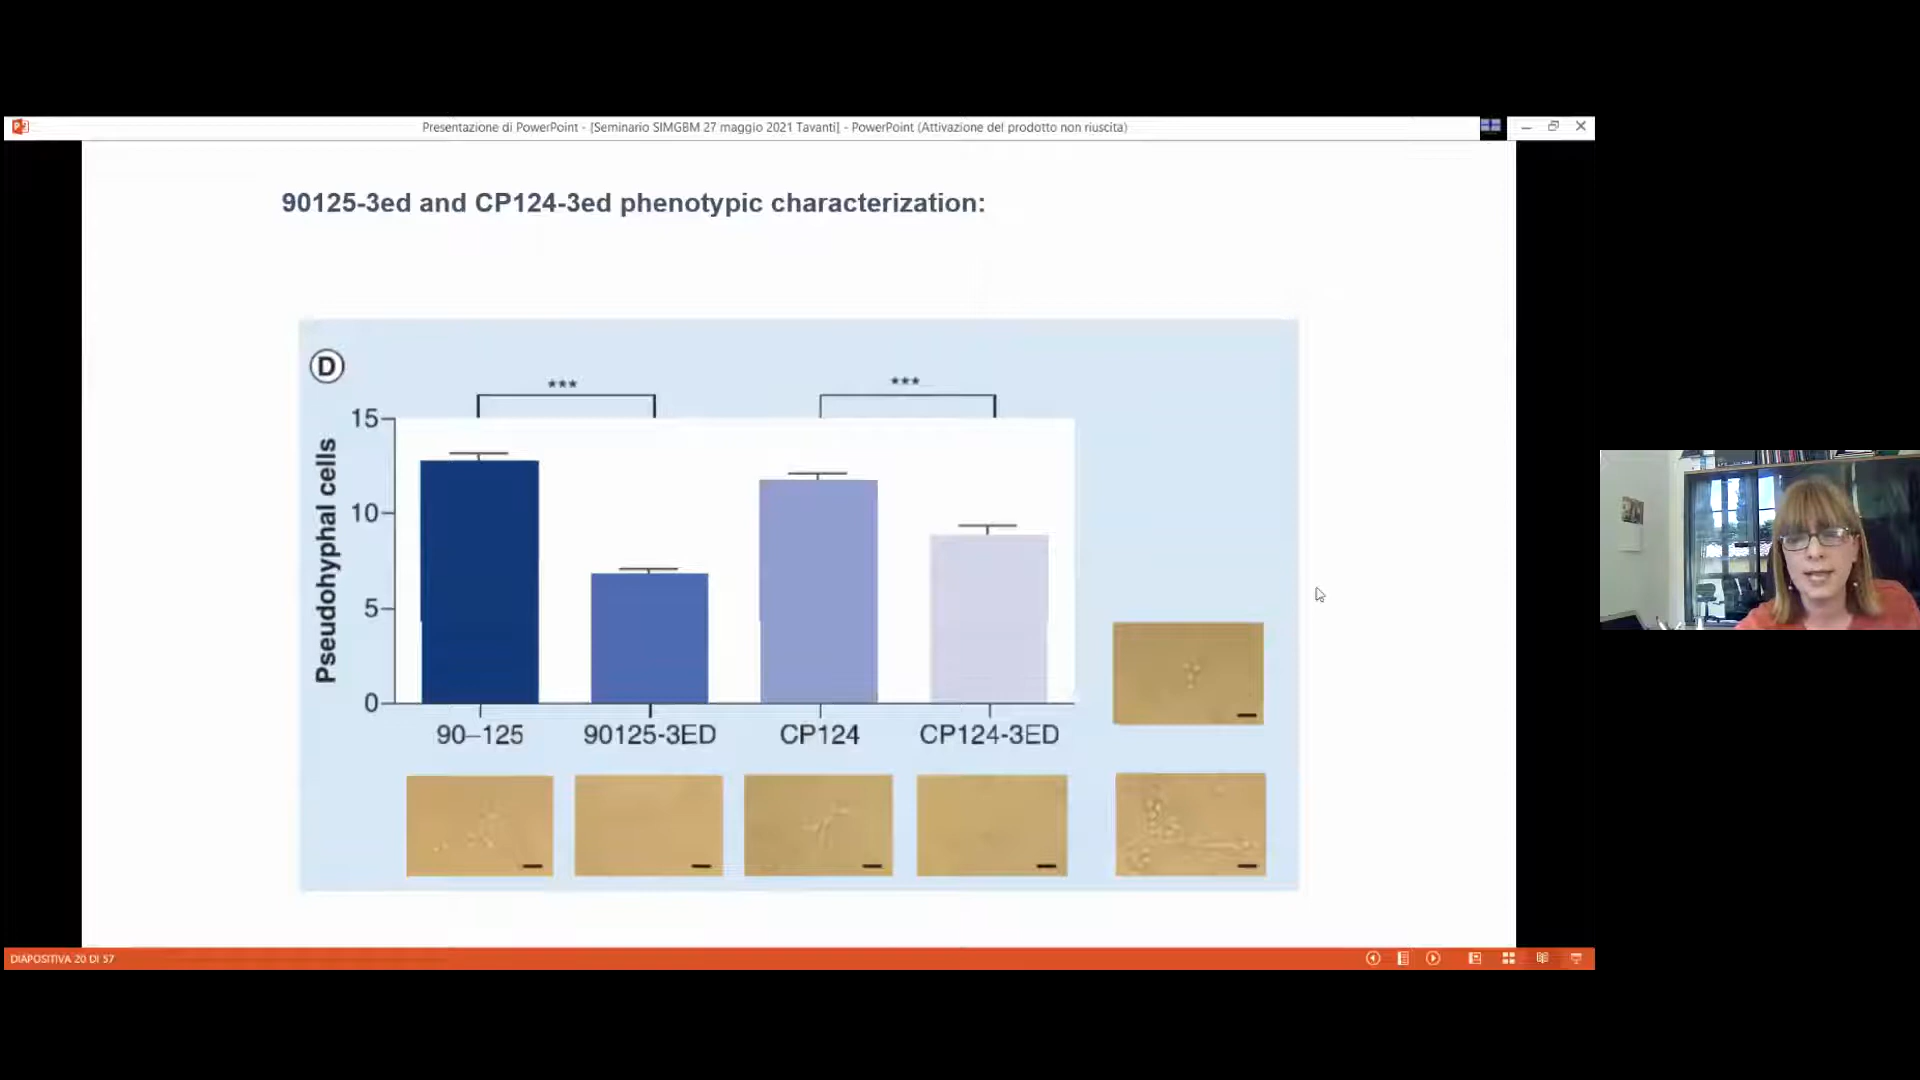 Presentazione di PowerPoint - [Seminario SIMGBM 27 maggio 2021 Tavanti] - PowerPoint (Attivazione del prodotto non riuscita)
90125-3ed and CP124-3ed phenotypic characterization:
D
*** ***
Pseudohyphal cells
15
10
5
0
90–125 90125-3ED CP124 CP124-3ED
DIAPOSITIVA 20 DI 57